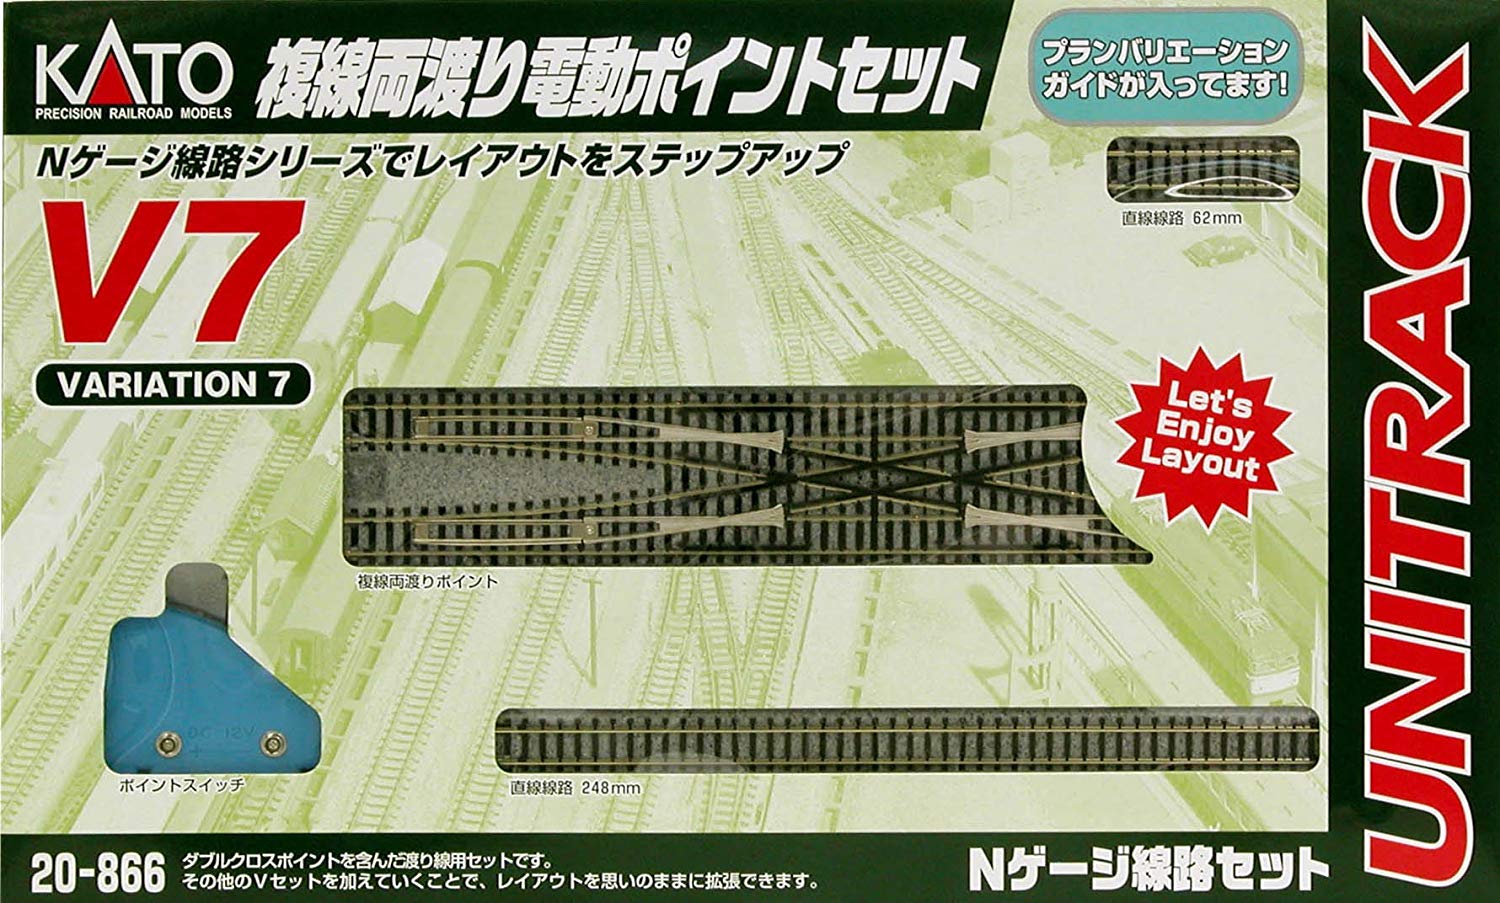 KATO
PRECISION RAILROAD MODELS
複線両渡り電動ポイントセット
プランバリエーション
ガイドが入ってます!
Nゲージ線路シリーズでレイアウトをステップアップ
V7
VARIATION 7
直線線路 62mm
Let's
Enjoy
Layout
UNITRACK
複線両渡りポイント
DC-12V
+
ポイントスイッチ
直線線路 248mm
20-866
ダブルクロスポイントを含んだ渡り線用セットです。
その他のVセットを加えていくことで、レイアウトを思いのままに拡張できます。
Nゲージ線路セット